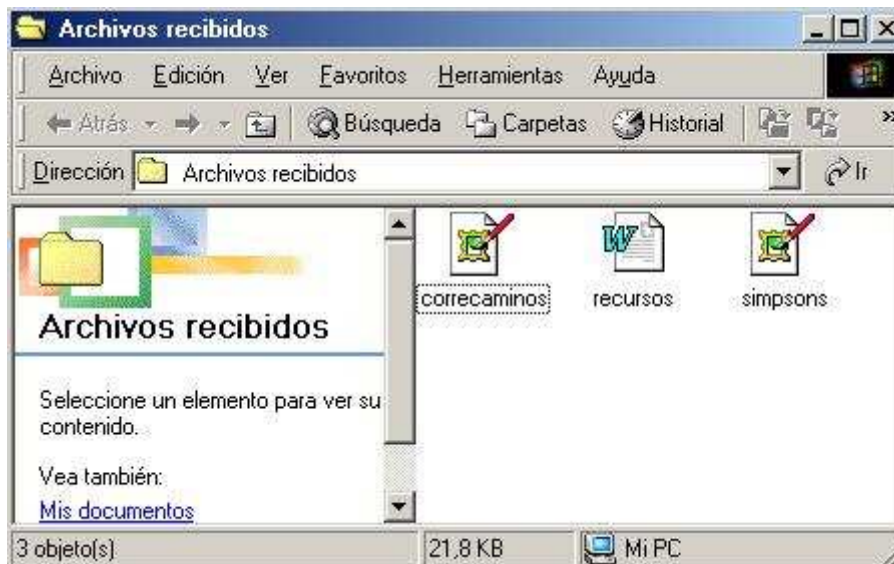 Archivos recibidos
Archivo Edición Ver Favoritos Herramientas Ayuda
Atrás Búsqueda Carpetas Historial »
Dirección Archivos recibidos Ir
correcaminos recursos simpsons
Archivos recibidos
Seleccione un elemento para ver su
contenido.
Vea también:
Mis documentos
3 objeto(s) 21,8 KB Mi PC